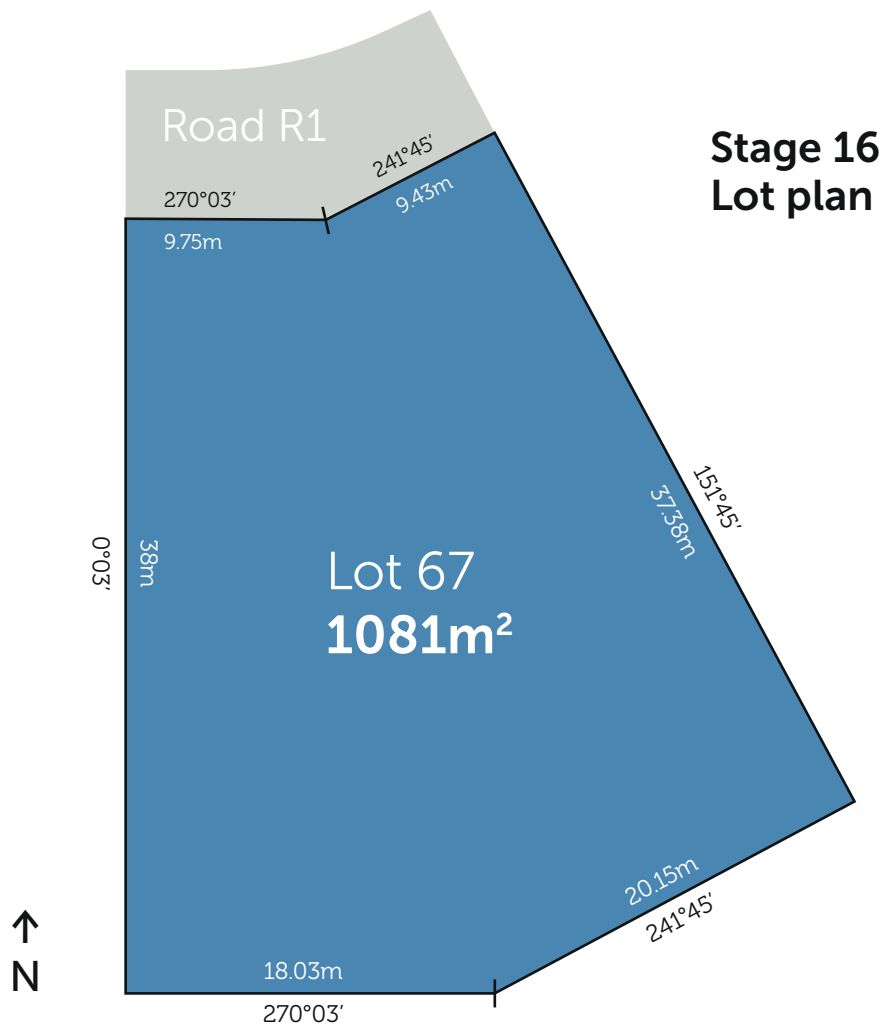 Road R1
241°45′
Stage 16
Lot plan
270°03′
9.43m
9.75m
151°45′
37.38m
0°03′
38m
Lot 67
1081m²
20.15m
241°45′
N
18.03m
270°03′